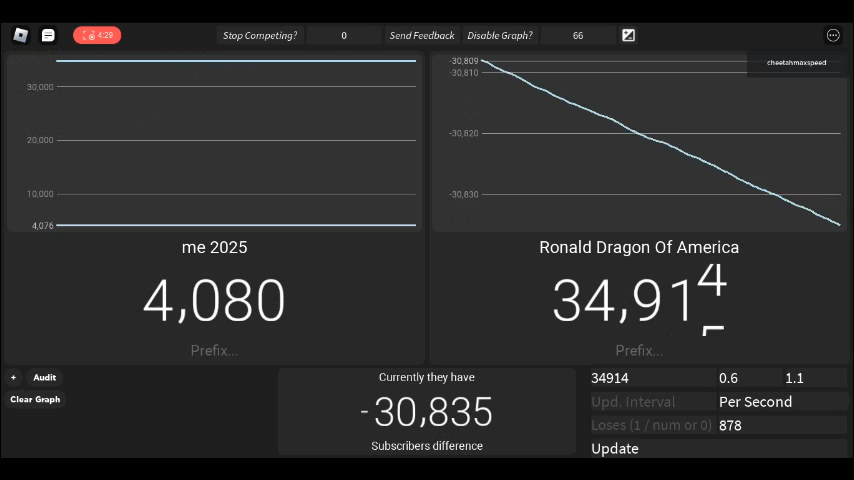 4:29
Stop Competing?
0
Send Feedback
Disable Graph?
66
cheetahmaxspeed
30,000
20,000
10,000
4,076
-30,809
-30,810
-30,820
-30,830
me 2025
4,080
Prefix...
Ronald Dragon Of America
34,914
Prefix...
+
Audit
Clear Graph
Currently they have
-30,835
Subscribers difference
34914
0.6
1.1
Upd. Interval
Per Second
Loses (1 / num or 0)
878
Update